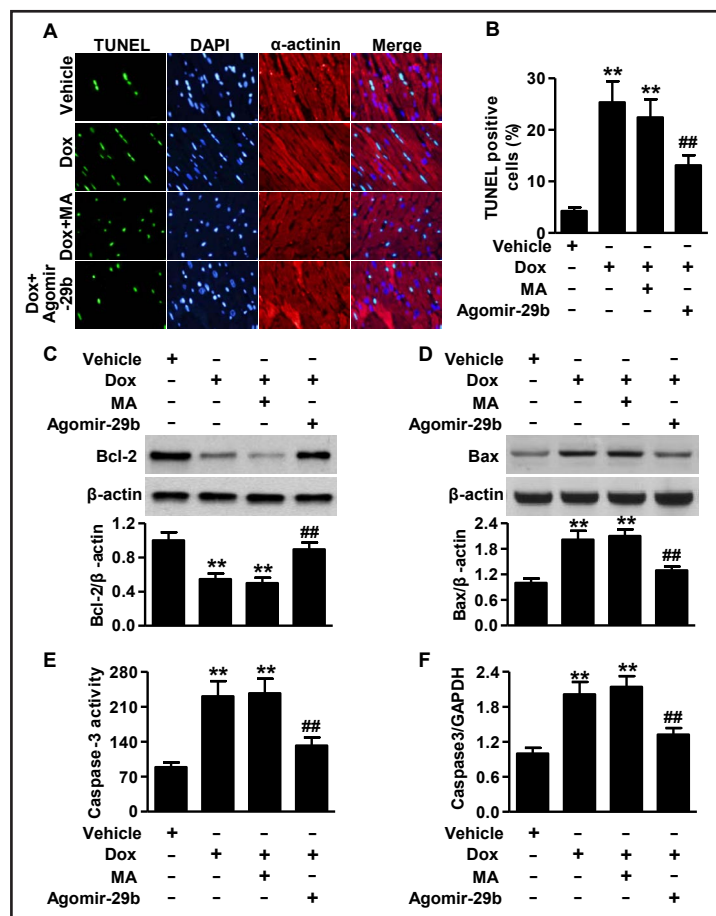 A
TUNEL DAPI α-actinin Merge
Vehicle
Dox
Dox+MA
Dox+
Agomir
-29b
B
TUNEL positive
cells (%)
30
20
10
0
** ** ##
Vehicle + − − −
Dox − + + +
MA − − + −
Agomir-29b − − − +
C
Vehicle + − − −
Dox − + + +
MA − − + −
Agomir-29b − − − +
Bcl-2
β-actin
Bcl-2/β -actin
1.2
0.8
0.4
0.0
** ** ##
D
Vehicle + − − −
Dox − + + +
MA − − + −
Agomir-29b − − − +
Bax
β-actin
Bax/β -actin
2.4
1.8
1.2
0.6
0.0
** ** ##
E
Caspase-3 activity
280
210
140
70
0
** ** ##
Vehicle + − − −
Dox − + + +
MA − − + −
Agomir-29b − − − +
F
Caspase3/GAPDH
2.4
1.8
1.2
0.6
0.0
** ** ##
Vehicle + − − −
Dox − + + +
MA − − + −
Agomir-29b − − − +